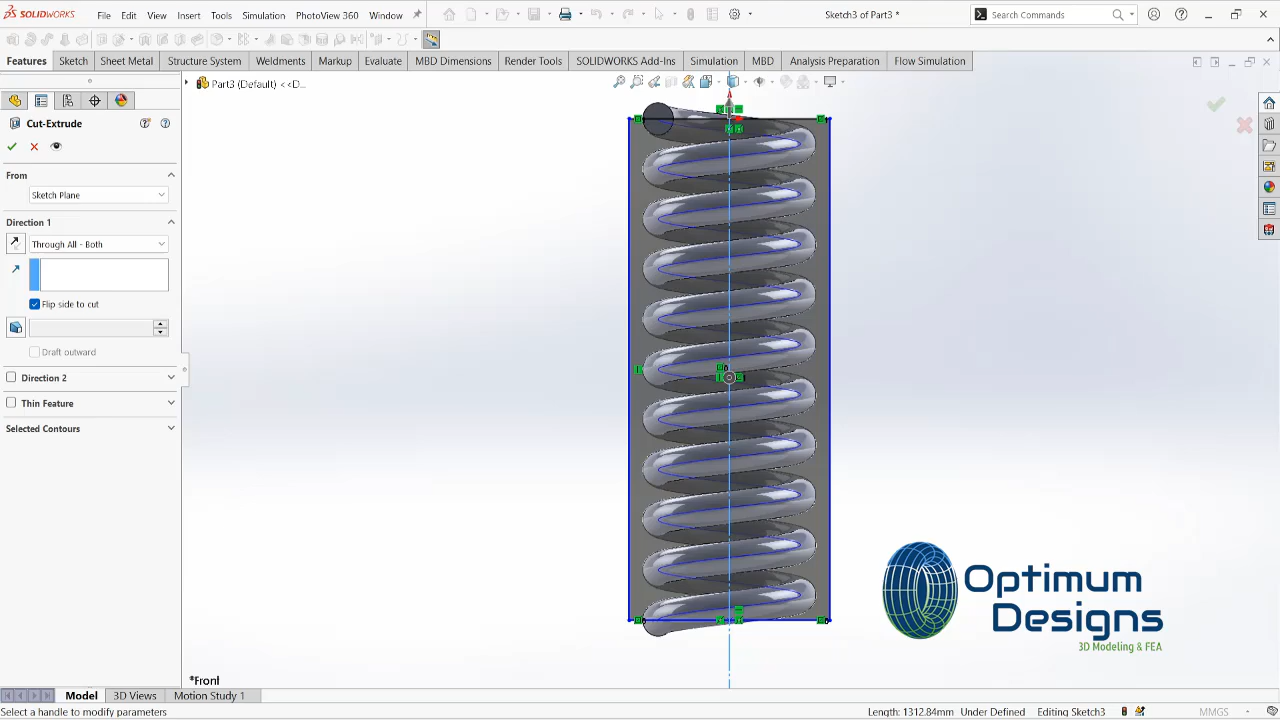 SOLIDWORKS
File Edit View Insert Tools Simulation PhotoView 360 Window
Sketch3 of Part3 *
Search Commands
Features Sketch Sheet Metal Structure System Weldments Markup Evaluate MBD Dimensions Render Tools SOLIDWORKS Add-Ins Simulation MBD Analysis Preparation Flow Simulation
Part3 (Default) <<D...
Cut-Extrude
From
Sketch Plane
Direction 1
Through All - Both
Flip side to cut
Draft outward
Direction 2
Thin Feature
Selected Contours
Optimum
Designs
3D Modeling & FEA
*Front
Model 3D Views Motion Study 1
Select a handle to modify parameters
Length: 1312.84mm Under Defined Editing Sketch3
MMGS